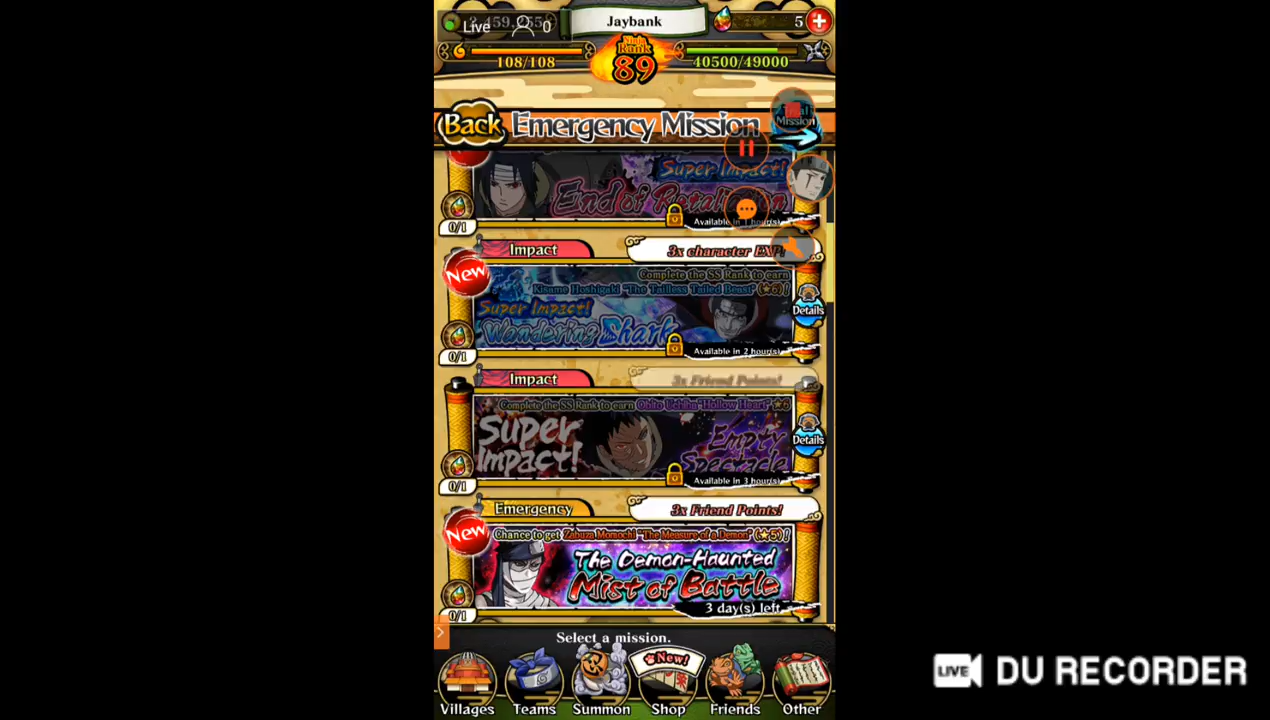 Live 0
Jaybank
5
108/108
Ninja
Rank
89
40500/49000
Back
Emergency Mission
Mission
Super Impact!
End of Retaliation
0/1
Available in 1 hour(s)
Impact
3x character EXP!
New
Complete the SS Rank to earn
Kisame Hoshigaki "The Tailless Tailed Beast" (★6)!
Super Impact!
Wandering Shark
Details
0/1
Available in 2 hour(s)
Impact
3x Friend Points!
Complete the SS Rank to earn Obito Uchiha "Hollow Heart" ★6
Super
Impact!
Empty
Spectacle
Details
0/1
Available in 3 hour(s)
Emergency
3x Friend Points!
New
Chance to get Zabuza Momochi "The Measure of a Demon" (★5)!
The Demon-Haunted
Mist of Battle
3 day(s) left
0/1
Select a mission.
New!
Villages
Teams
Summon
Shop
Friends
Other
LIVE DU RECORDER